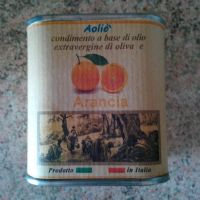 Aoliè
condimento a base di olio
extravergine di oliva e
Arancia
Prodotto in Italia